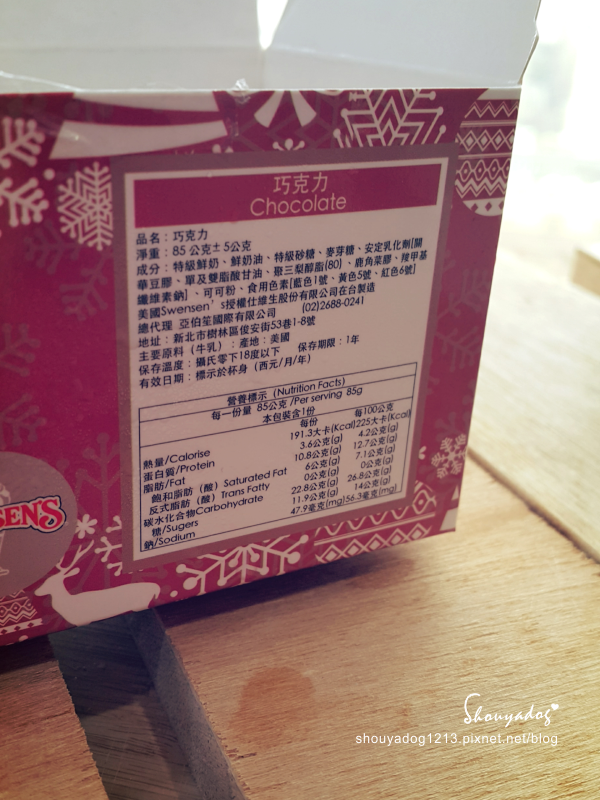 巧克力
Chocolate
品名：巧克力
淨重：85 公克± 5公克
成分：特級鮮奶、鮮奶油、特級砂糖、麥芽糖、安定乳化劑[關
華豆膠、單及雙脂酸甘油、聚三梨醇脂(80)、鹿角菜膠、羧甲基
纖維素鈉]、可可粉、食用色素[藍色1號、黃色5號、紅色6號]
美國Swensen's授權仕維生股份有限公司在台製造
總代理 亞伯笙國際有限公司 (02)2688-0241
地址：新北市樹林區俊安街53巷1-8號
主要原料（牛乳）：產地：美國
保存溫度：攝氏零下18度以下 保存期限：1年
有效日期：標示於杯身（西元/月/年）
營養標示（Nutrition Facts）
每一份量 85公克 /Per serving 85g
本包裝含1份
每份 每100公克
熱量/Calorise 191.3大卡(Kcal) 225大卡(Kcal)
蛋白質/Protein 3.6公克(g) 4.2公克(g)
脂肪/Fat 10.8公克(g) 12.7公克(g)
飽和脂肪（酸）Saturated Fat 6公克(g) 7.1公克(g)
反式脂肪（酸）Trans Fatty 0公克(g) 0公克(g)
碳水化合物Carbohydrate 22.8公克(g) 26.8公克(g)
糖/Sugers 11.9公克(g) 14公克(g)
鈉/Sodium 47.9毫克(mg) 56.3毫克(mg)
SEN'S
Shouyadog
shouyadog1213.pixnet.net/blog